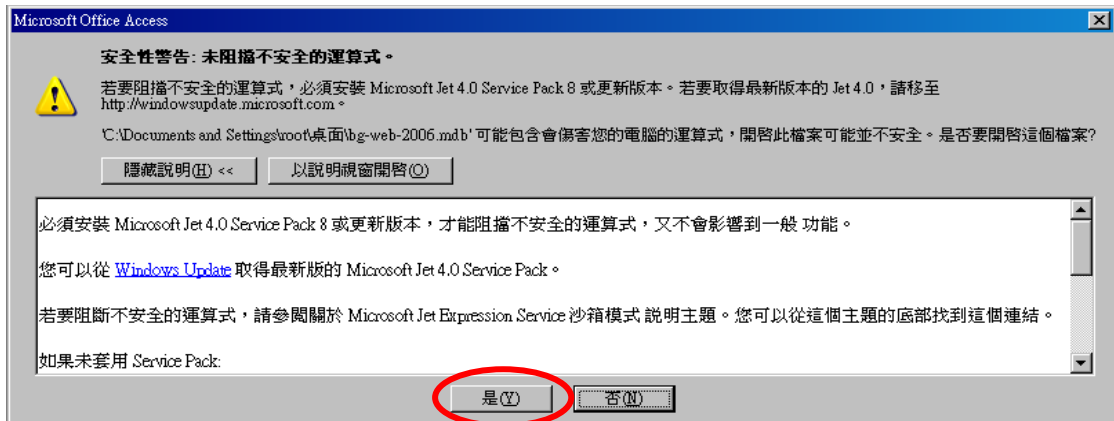 Microsoft Office Access
安全性警告: 未阻擋不安全的運算式。
若要阻擋不安全的運算式，必須安裝 Microsoft Jet 4.0 Service Pack 8 或更新版本。若要取得最新版本的 Jet 4.0，請移至
http://windowsupdate.microsoft.com。
'C:\Documents and Settings\root\桌面\bg-web-2006.mdb' 可能包含會傷害您的電腦的運算式，開啓此檔案可能並不安全。是否要開啓這個檔案?
隱藏說明(H) << 以說明視窗開啓(O)
必須安裝 Microsoft Jet 4.0 Service Pack 8 或更新版本，才能阻擋不安全的運算式，又不會影響到一般 功能。
您可以從 Windows Update 取得最新版的 Microsoft Jet 4.0 Service Pack。
若要阻斷不安全的運算式，請參閱關於 Microsoft Jet Expression Service 沙箱模式 說明主題。您可以從這個主題的底部找到這個連結。
如果未套用 Service Pack:
是(Y) 否(N)